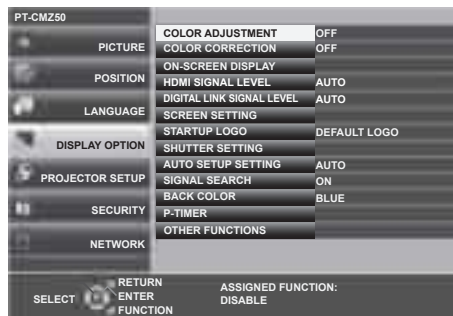 PT-CMZ50
PICTURE
POSITION
LANGUAGE
DISPLAY OPTION
PROJECTOR SETUP
SECURITY
NETWORK
COLOR ADJUSTMENT OFF
COLOR CORRECTION OFF
ON-SCREEN DISPLAY
HDMI SIGNAL LEVEL AUTO
DIGITAL LINK SIGNAL LEVEL AUTO
SCREEN SETTING
STARTUP LOGO DEFAULT LOGO
SHUTTER SETTING
AUTO SETUP SETTING AUTO
SIGNAL SEARCH ON
BACK COLOR BLUE
P-TIMER
OTHER FUNCTIONS
SELECT
RETURN
ENTER
FUNCTION
ASSIGNED FUNCTION:
DISABLE